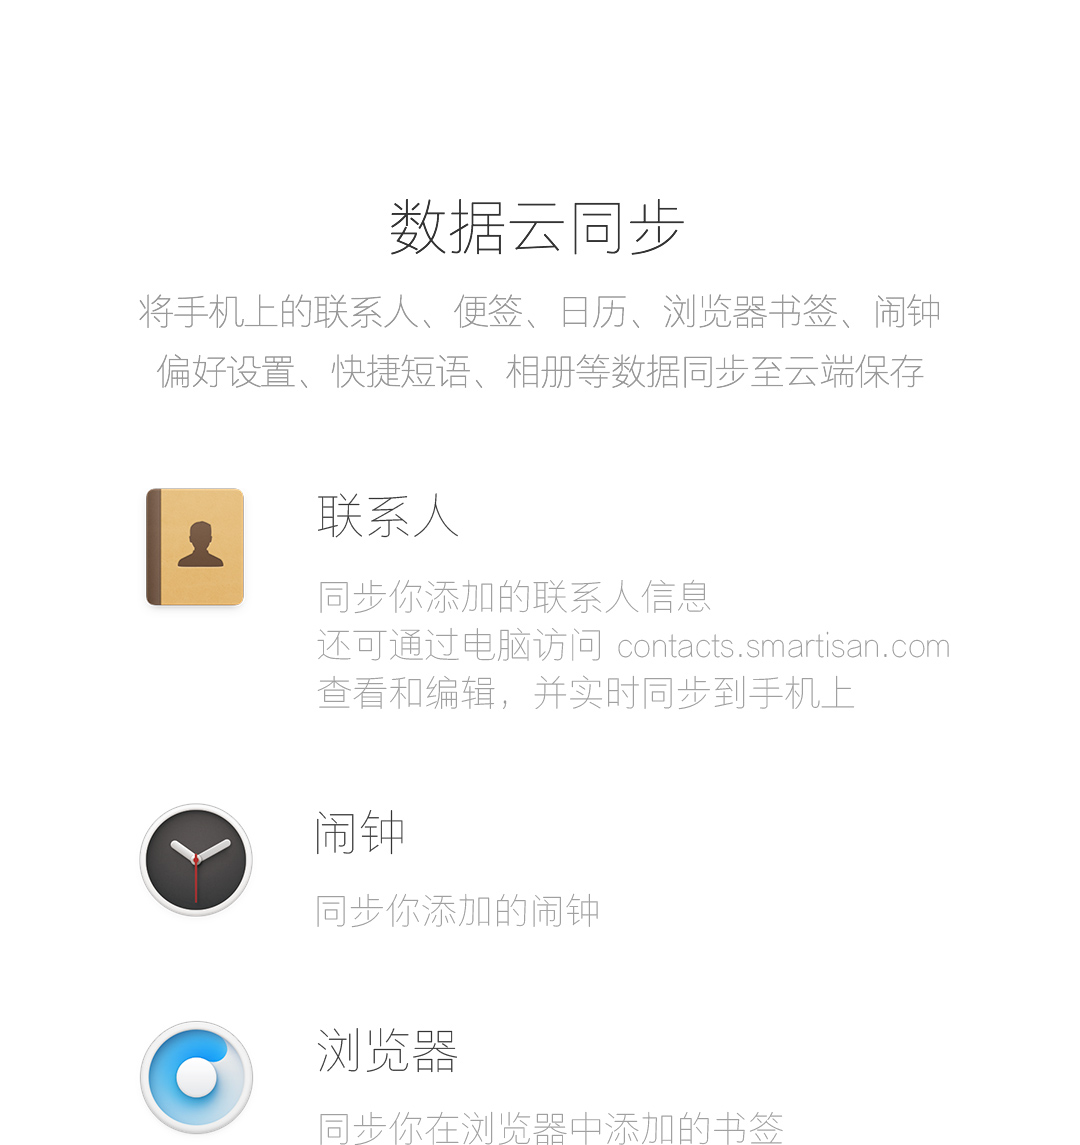 数据云同步
将手机上的联系人、便签、日历、浏览器书签、闹钟
偏好设置、快捷短语、相册等数据同步至云端保存
联系人
同步你添加的联系人信息
还可通过电脑访问 contacts.smartisan.com
查看和编辑，并实时同步到手机上
闹钟
同步你添加的闹钟
浏览器
同步你在浏览器中添加的书签